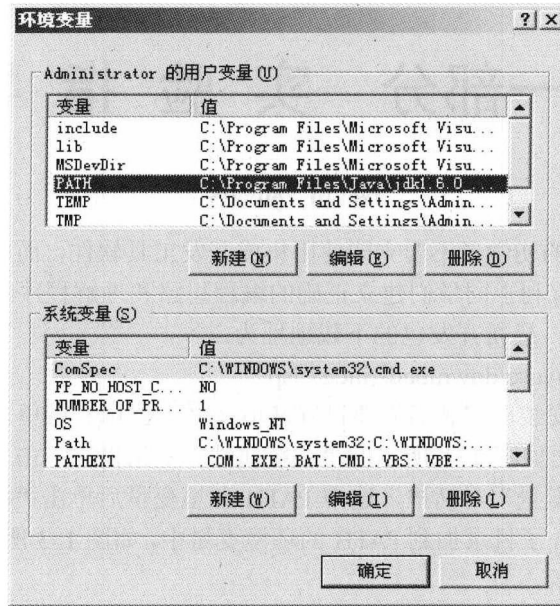 环境变量
Administrator 的用户变量(U)
变量 值
include C:\Program Files\Microsoft Visu...
lib C:\Program Files\Microsoft Visu...
MSDevDir C:\Program Files\Microsoft Visu...
PATH C:\Program Files\Java\jdk1.6.0_...
TEMP C:\Documents and Settings\Admin...
TMP C:\Documents and Settings\Admin...
新建(N) 编辑(E) 删除(D)
系统变量(S)
变量 值
ComSpec C:\WINDOWS\system32\cmd.exe
FP_NO_HOST_C... NO
NUMBER_OF_PR... 1
OS Windows_NT
Path C:\WINDOWS\system32;C:\WINDOWS;...
PATHEXT .COM;.EXE;.BAT;.CMD;.VBS;.VBE;...
新建(W) 编辑(I) 删除(L)
确定 取消